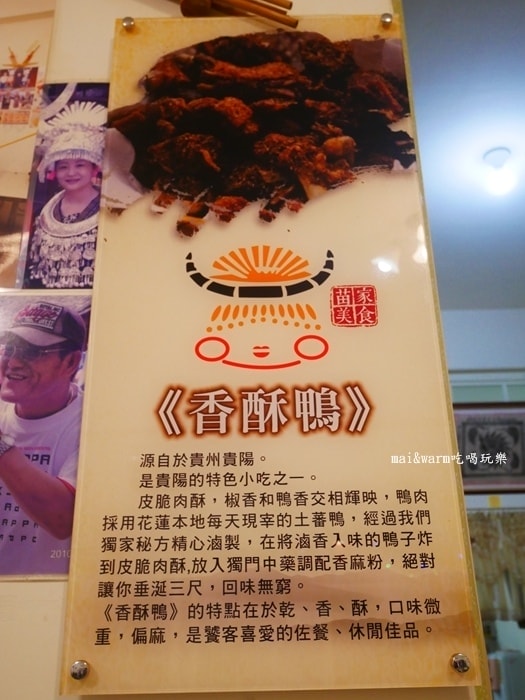 苗家
美食
《香酥鴨》
源自於貴州貴陽。
是貴陽的特色小吃之一。
皮脆肉酥，椒香和鴨香交相輝映，鴨肉
採用花蓮本地每天現宰的土蕃鴨，經過我們
獨家秘方精心滷製，在將滷香入味的鴨子炸
到皮脆肉酥,放入獨門中藥調配香麻粉，絕對
讓你垂涎三尺，回味無窮。
《香酥鴨》的特點在於乾、香、酥，口味微
重，偏麻，是饕客喜愛的佐餐、休閒佳品。
mai&warm吃喝玩樂
2010